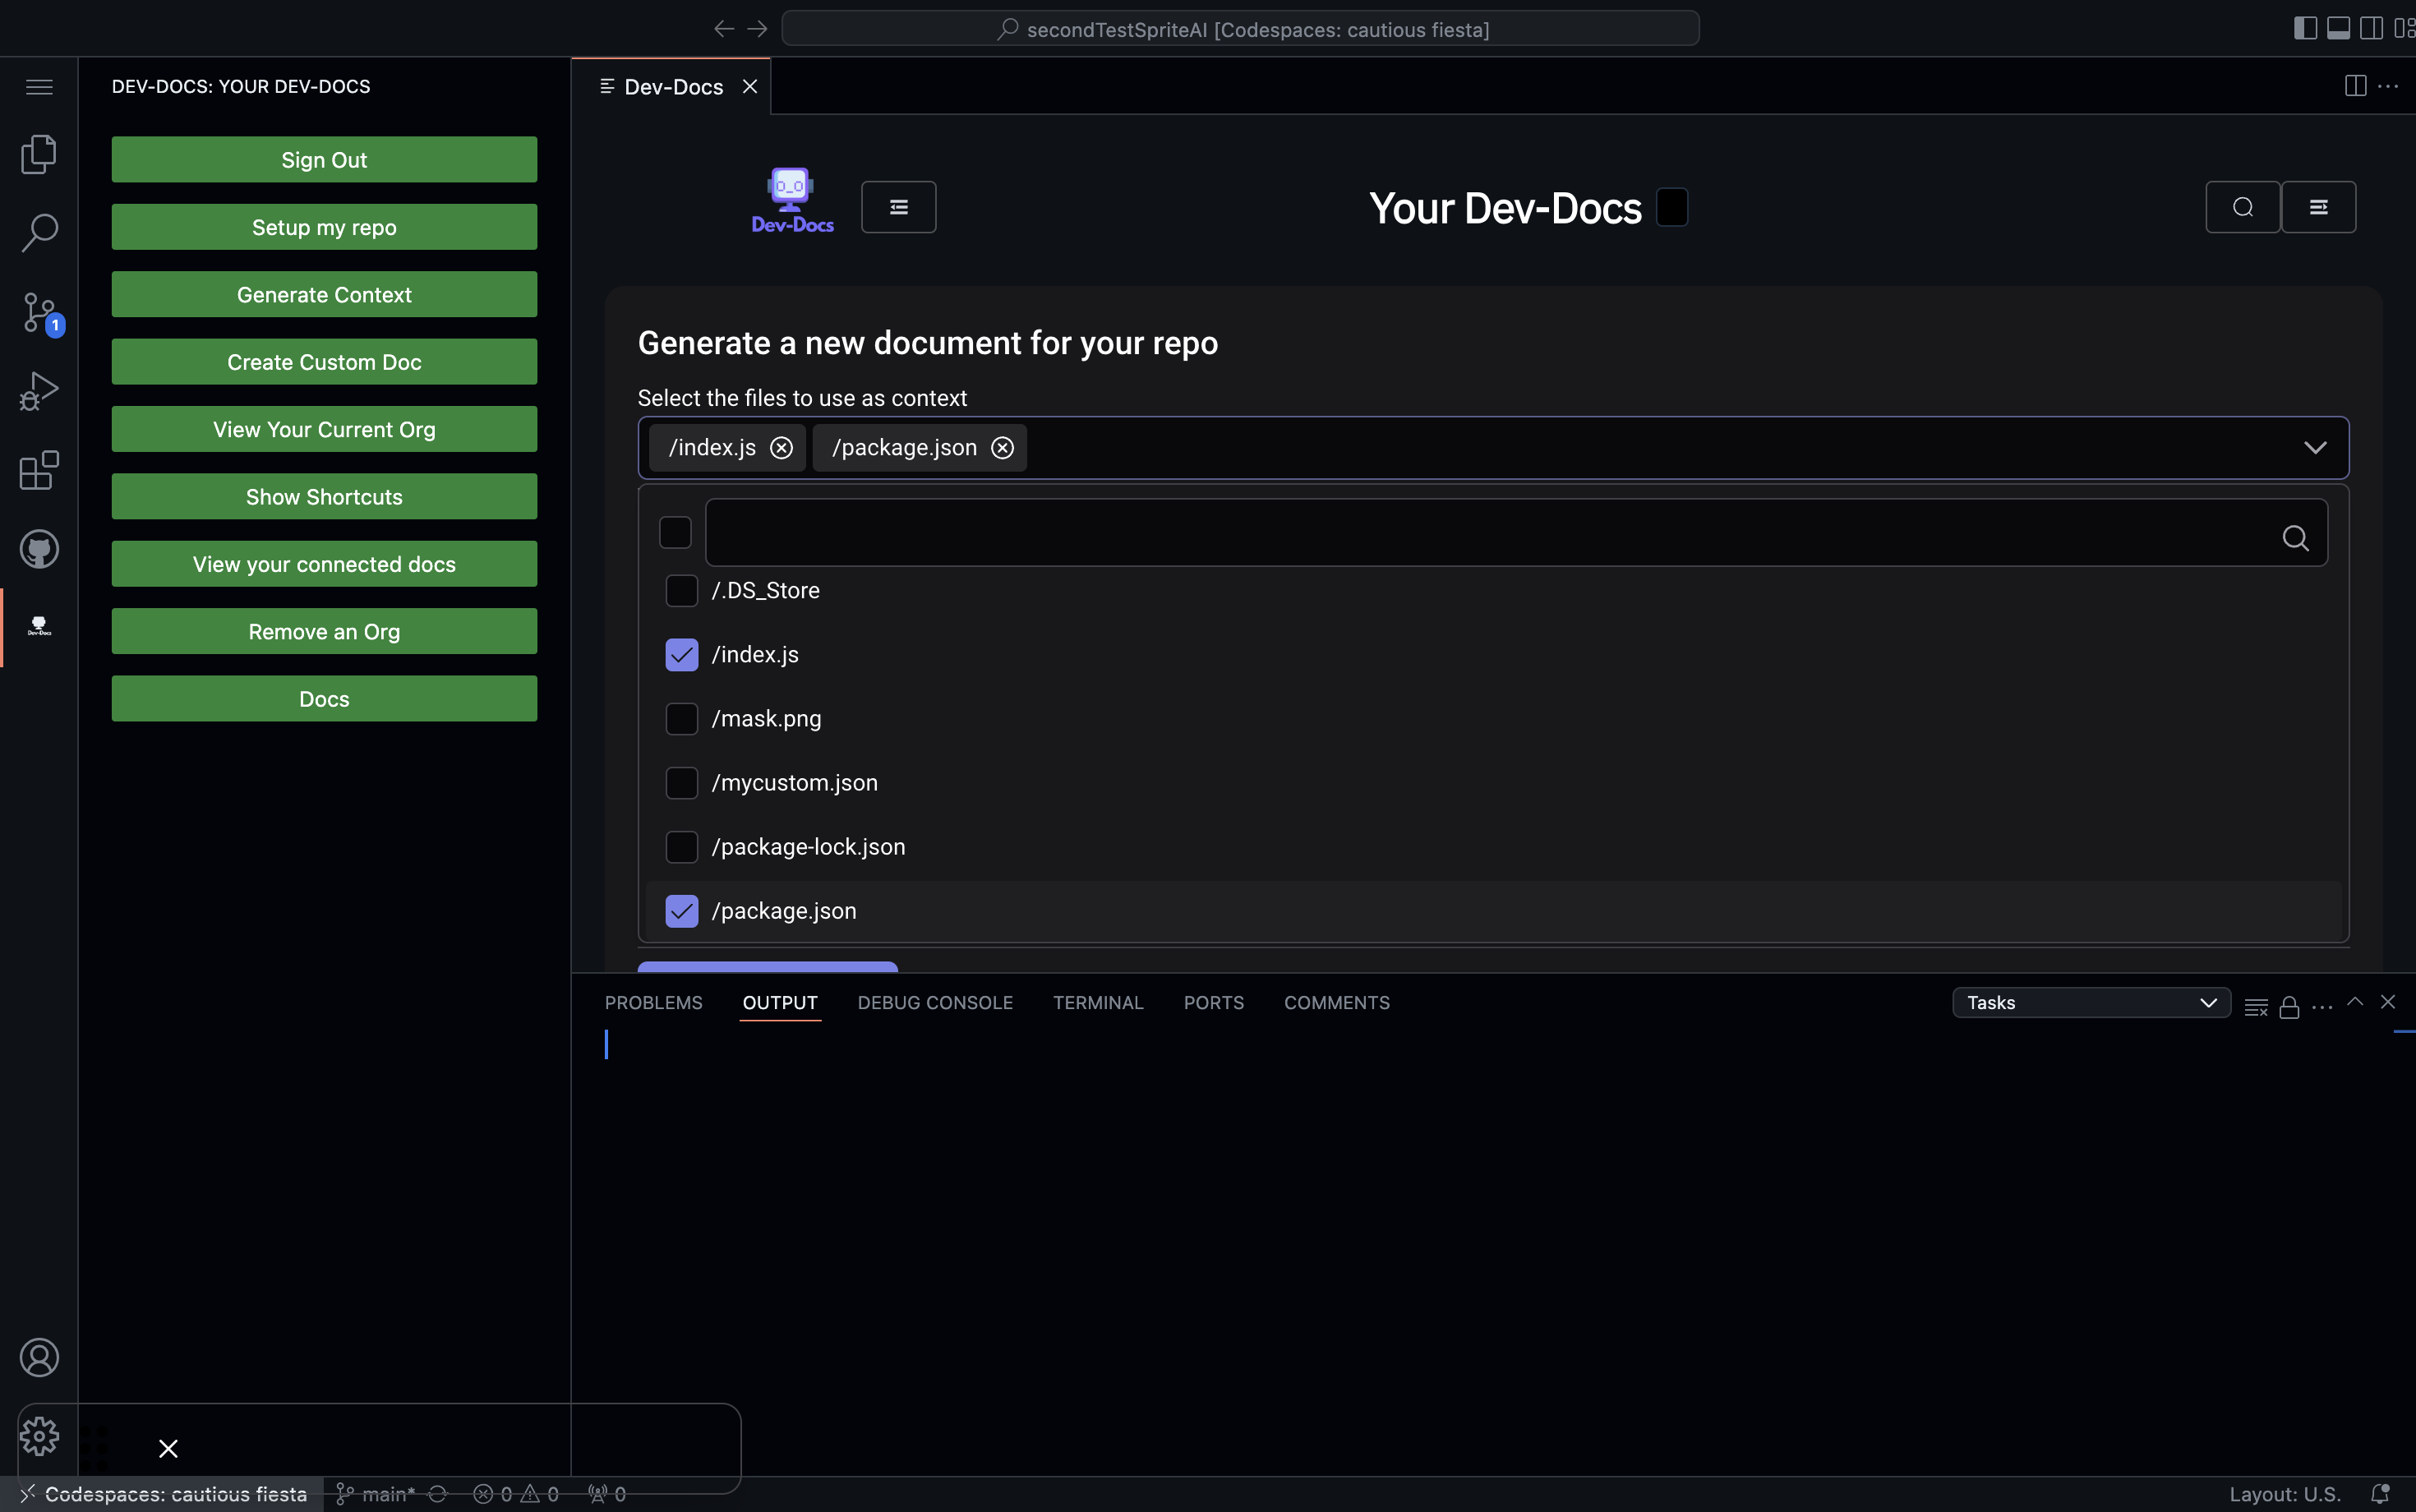 secondTestSpriteAI [Codespaces: cautious fiesta]
DEV-DOCS: YOUR DEV-DOCS
Sign Out
Setup my repo
Generate Context
Create Custom Doc
View Your Current Org
Show Shortcuts
View your connected docs
Remove an Org
Docs
1
Dev-Docs
Dev-Docs
Dev-Docs
Your Dev-Docs
Generate a new document for your repo
Select the files to use as context
/index.js /package.json
/.DS_Store
/index.js
/mask.png
/mycustom.json
/package-lock.json
/package.json
PROBLEMS OUTPUT DEBUG CONSOLE TERMINAL PORTS COMMENTS Tasks
Codespaces: cautious fiesta main* 0 0 0 Layout: U.S.